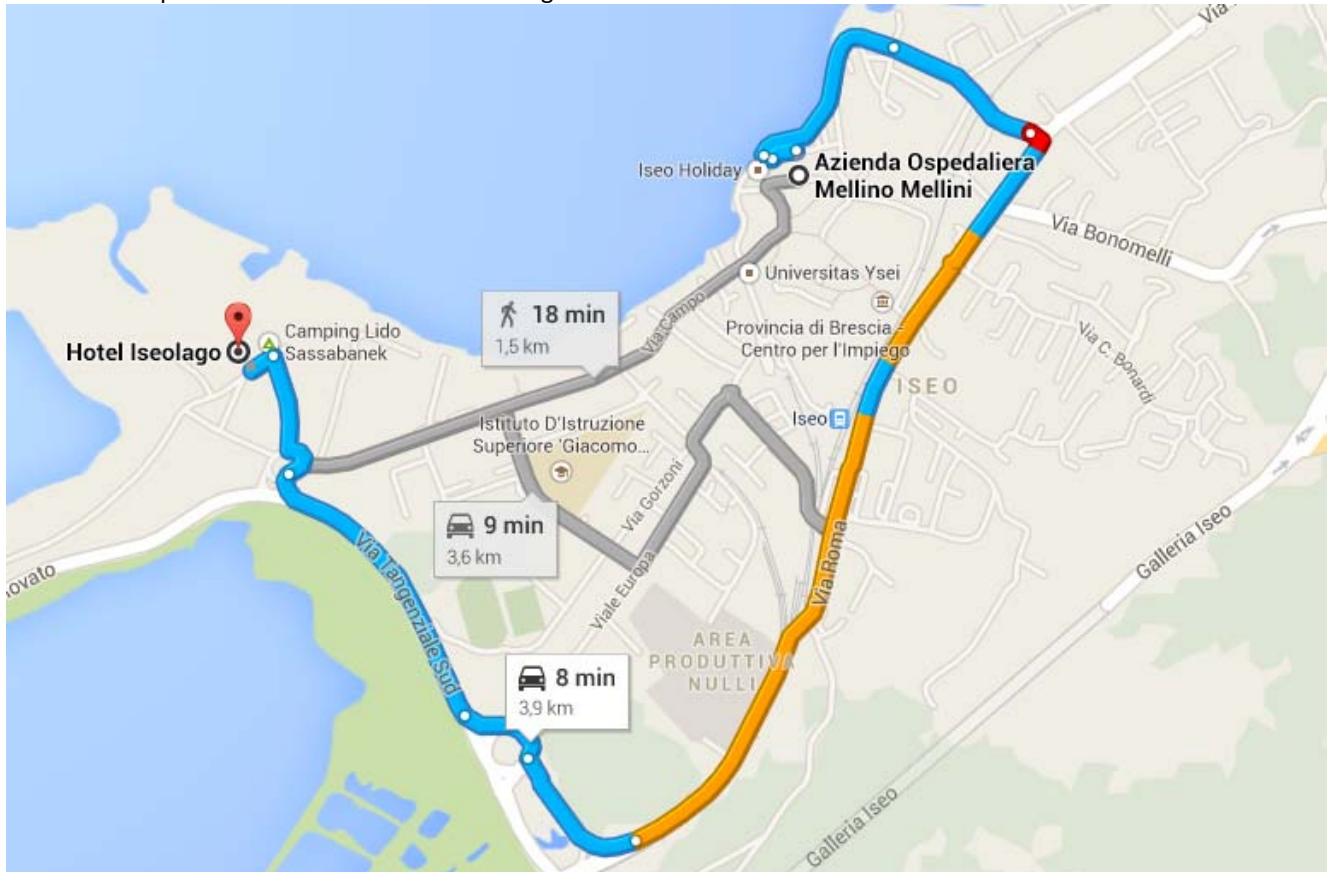 Via
Iseo Holiday
Azienda Ospedaliera
Mellino Mellini
Via Bonomelli
Universitas Ysei
18 min
1,5 km
Via Campo
Provincia di Brescia -
Centro per l'Impiego
Via C. Bonardi
Camping Lido
Sassabanek
Hotel Iseolago
ISEO
Iseo
Istituto D'Istruzione
Superiore 'Giacomo...
Via Gorzoni
9 min
3,6 km
Via Roma
Galleria Iseo
ovato
Via Tangenziale Sud
Viale Europa
AREA
PRODUTTIVA
NULLI
8 min
3,9 km
Galleria Iseo